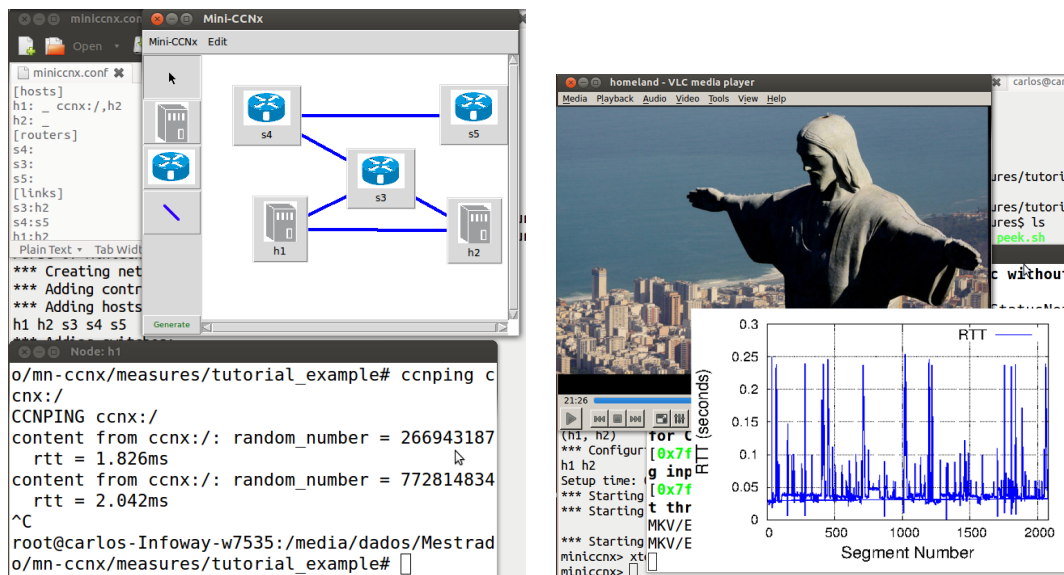 miniccnx.con
Mini-CCNx
Open
Mini-CCNx Edit
miniccnx.conf
[hosts]
h1: _ ccnx:/,h2
h2: _
[routers]
s4:
s3:
s5:
[links]
s3:h2
s4:s5
h1:h2
Plain Text
Tab Widt
s4
s5
s3
h1
h2
Generate
*** Creating net
*** Adding contr
*** Adding hosts
h1 h2 s3 s4 s5
Node: h1
o/mn-ccnx/measures/tutorial_example# ccnping c
cnx:/
CCNPING ccnx:/
content from ccnx:/: random_number = 266943187
rtt = 1.826ms
content from ccnx:/: random_number = 772814834
rtt = 2.042ms
^C
root@carlos-Infoway-w7535:/media/dados/Mestrad
o/mn-ccnx/measures/tutorial_example#
homeland - VLC media player
carlos@car
Media Playback Audio Video Tools View Help
ures/tutori
ures/tutori
ures$ ls
peek.sh
c without
21:26
(h1, h2)
*** Configur
h1 h2
Setup time:
*** Starting
*** Starting
*** Starting
miniccnx> xt
miniccnx>
for C
[0x7f
g inp
[0x7f
t thr
MKV/E
MKV/E
RTT
RTT (seconds)
0.3
0.25
0.2
0.15
0.1
0.05
0
0 500 1000 1500 2000
Segment Number